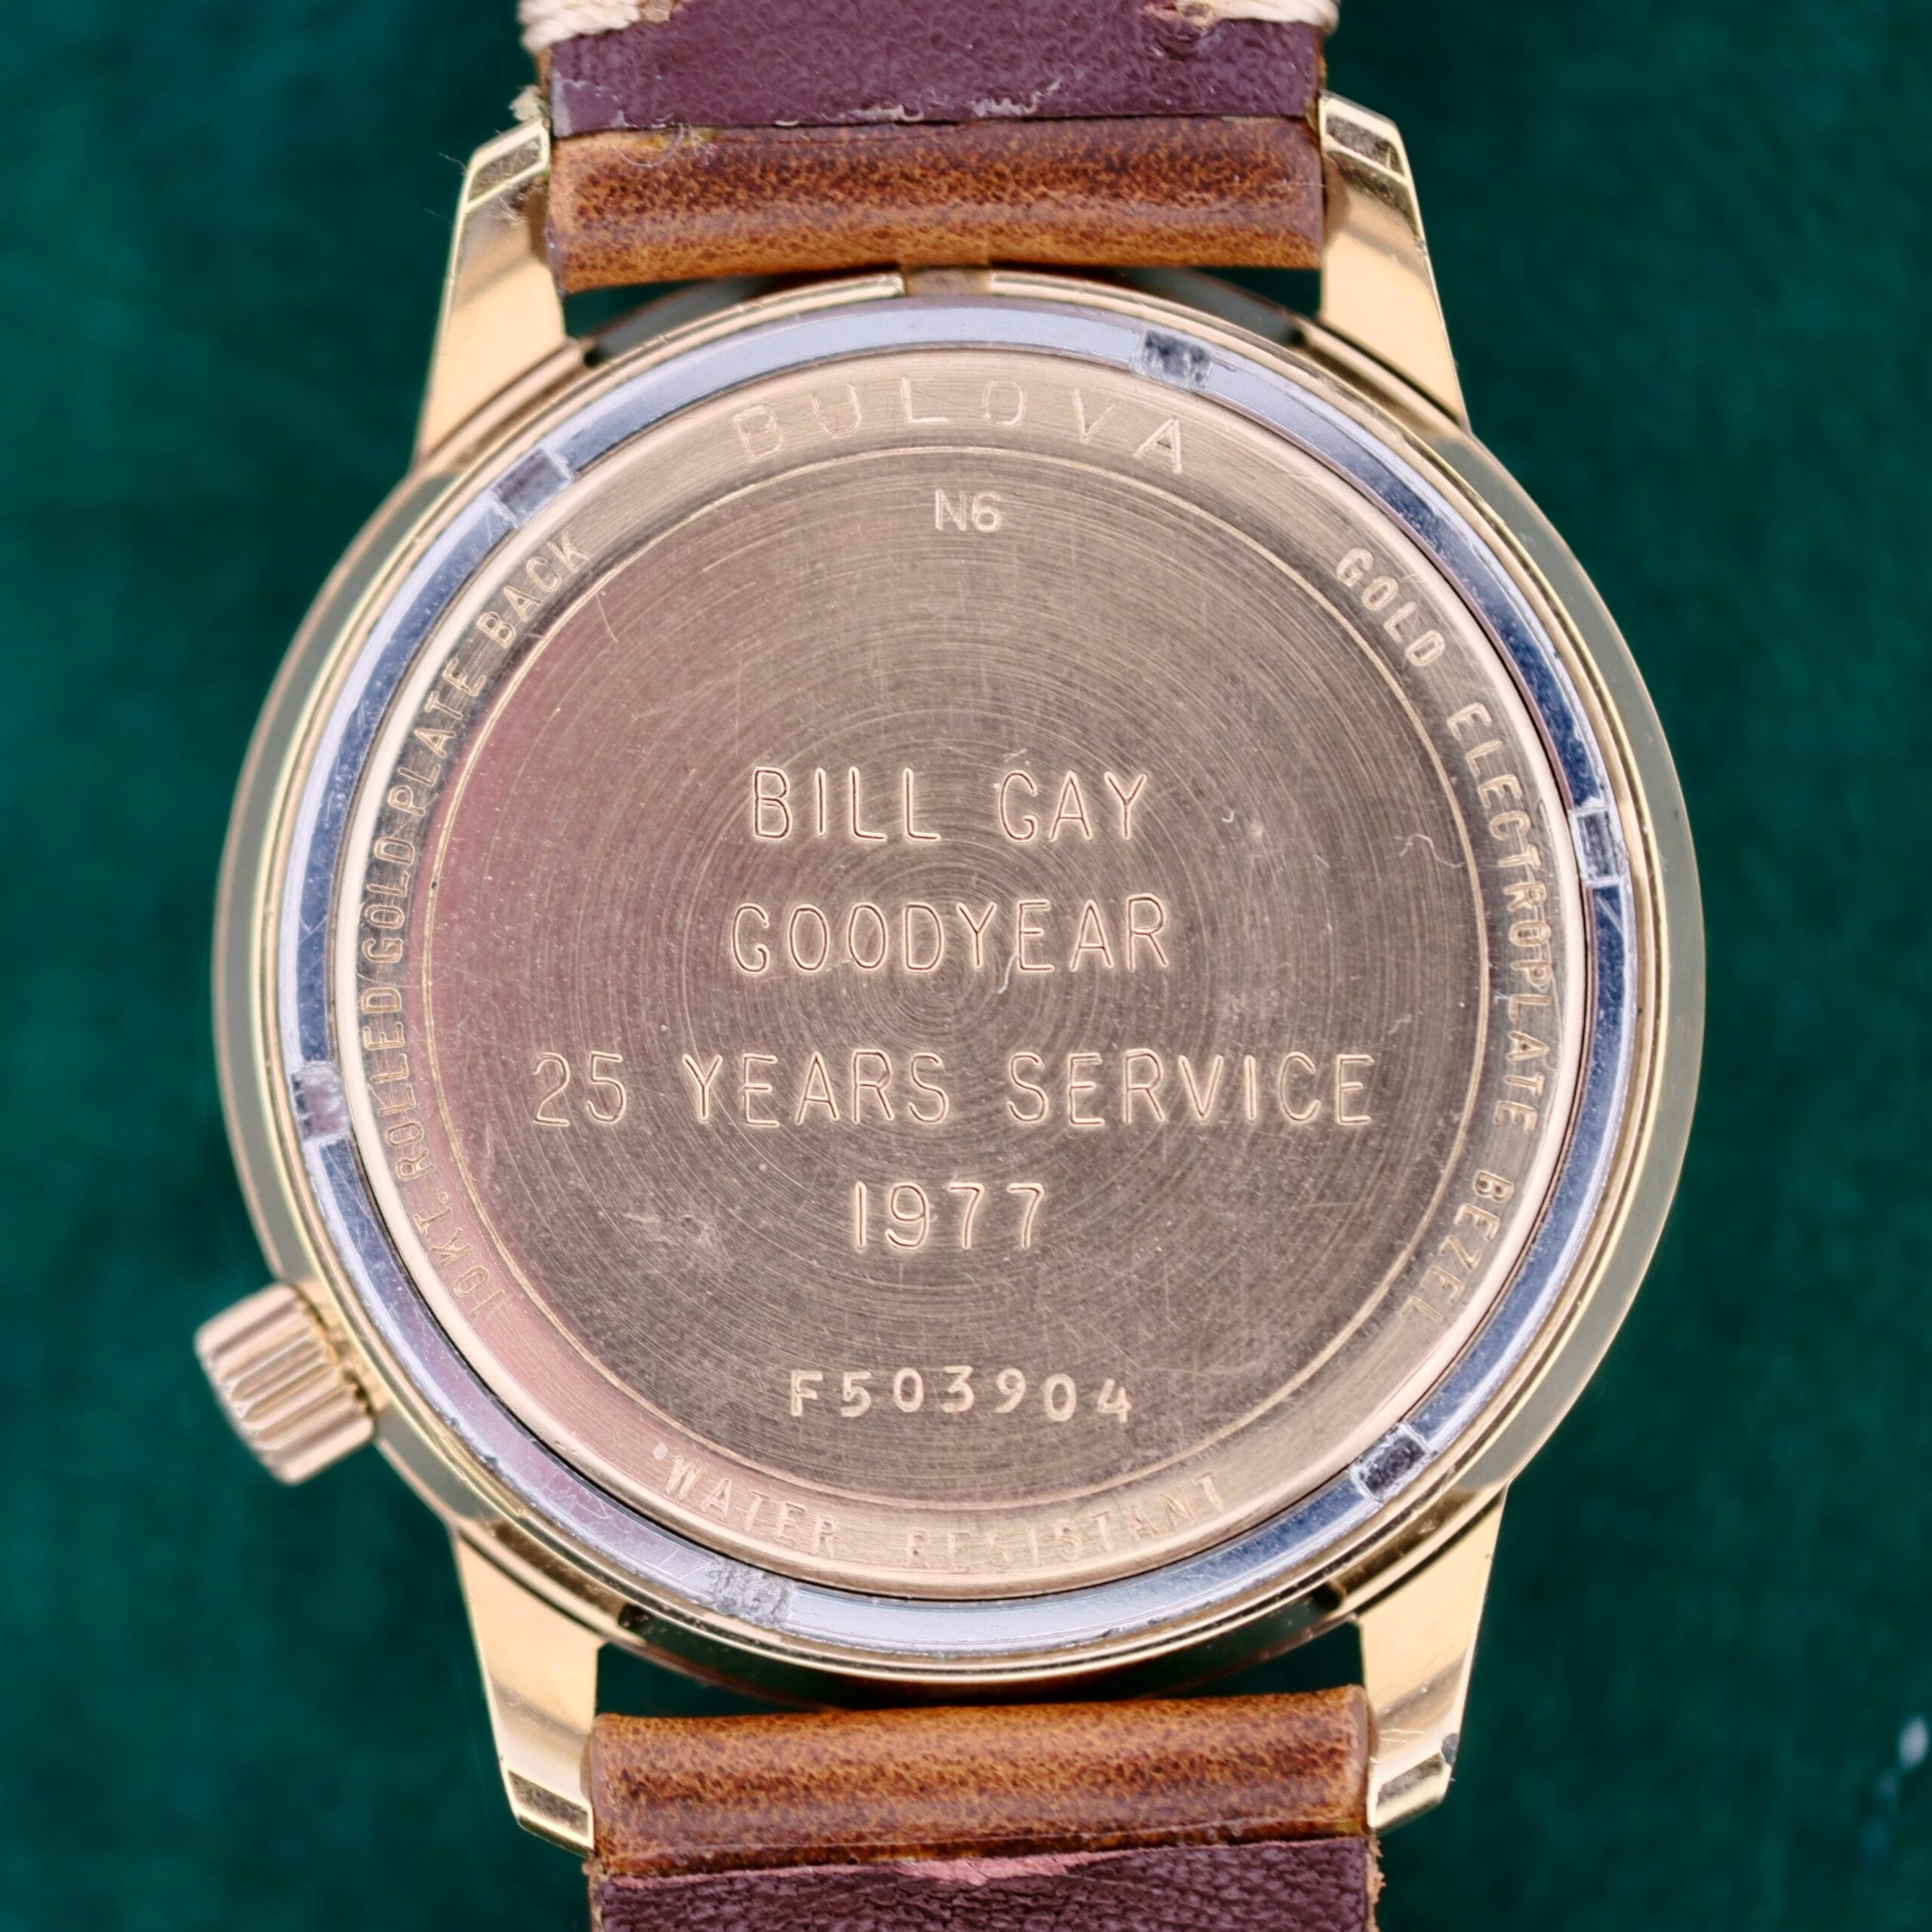 BULOVA
N6
10KT. ROLLED GOLD PLATE BACK
GOLD ELECTROPLATE BEZEL
BILL GAY
GOODYEAR
25 YEARS SERVICE
1977
F503904
WATER RESISTANT